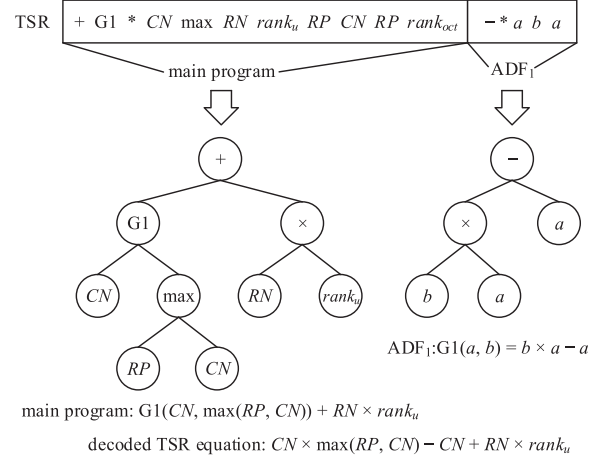 TSR + G1 * CN max RN rank_u RP CN RP rank_oct − * a b a
main program ADF₁
+ −
G1 × × a
CN max RN rank_u b a
RP CN
ADF₁:G1(a, b) = b × a − a
main program: G1(CN, max(RP, CN)) + RN × rank_u
decoded TSR equation: CN × max(RP, CN) − CN + RN × rank_u